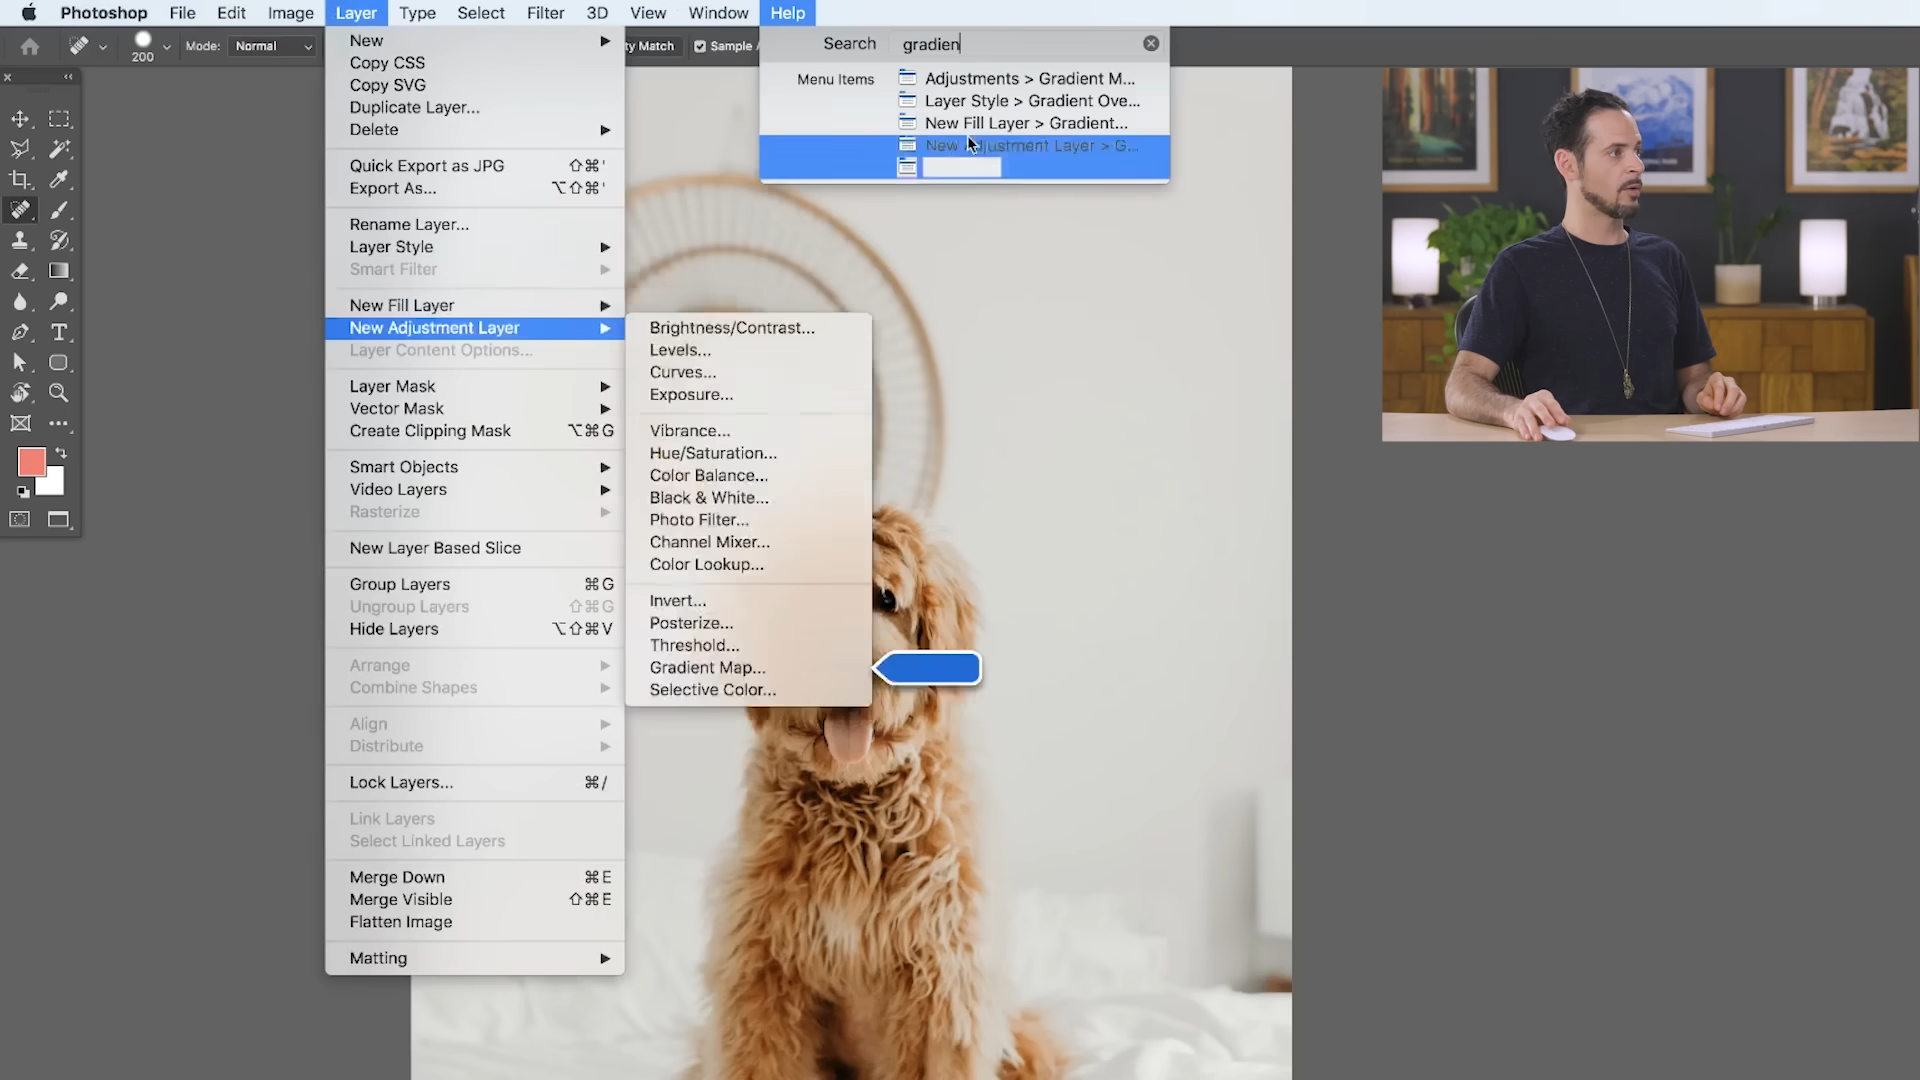 Photoshop File Edit Image Layer Type Select Filter 3D View Window Help
200 Mode: Normal
ty Match Sample
Search gradien
Menu Items Adjustments > Gradient M...
Layer Style > Gradient Ove...
New Fill Layer > Gradient...
New Adjustment Layer > G...
New
Copy CSS
Copy SVG
Duplicate Layer...
Delete
Quick Export as JPG ⇧⌘'
Export As... ⌥⇧⌘'
Rename Layer...
Layer Style
Smart Filter
New Fill Layer
New Adjustment Layer
Layer Content Options...
Layer Mask
Vector Mask
Create Clipping Mask ⌥⌘G
Smart Objects
Video Layers
Rasterize
New Layer Based Slice
Group Layers ⌘G
Ungroup Layers ⇧⌘G
Hide Layers ⌥⇧⌘V
Arrange
Combine Shapes
Align
Distribute
Lock Layers... ⌘/
Link Layers
Select Linked Layers
Merge Down ⌘E
Merge Visible ⇧⌘E
Flatten Image
Matting
Brightness/Contrast...
Levels...
Curves...
Exposure...
Vibrance...
Hue/Saturation...
Color Balance...
Black & White...
Photo Filter...
Channel Mixer...
Color Lookup...
Invert...
Posterize...
Threshold...
Gradient Map...
Selective Color...